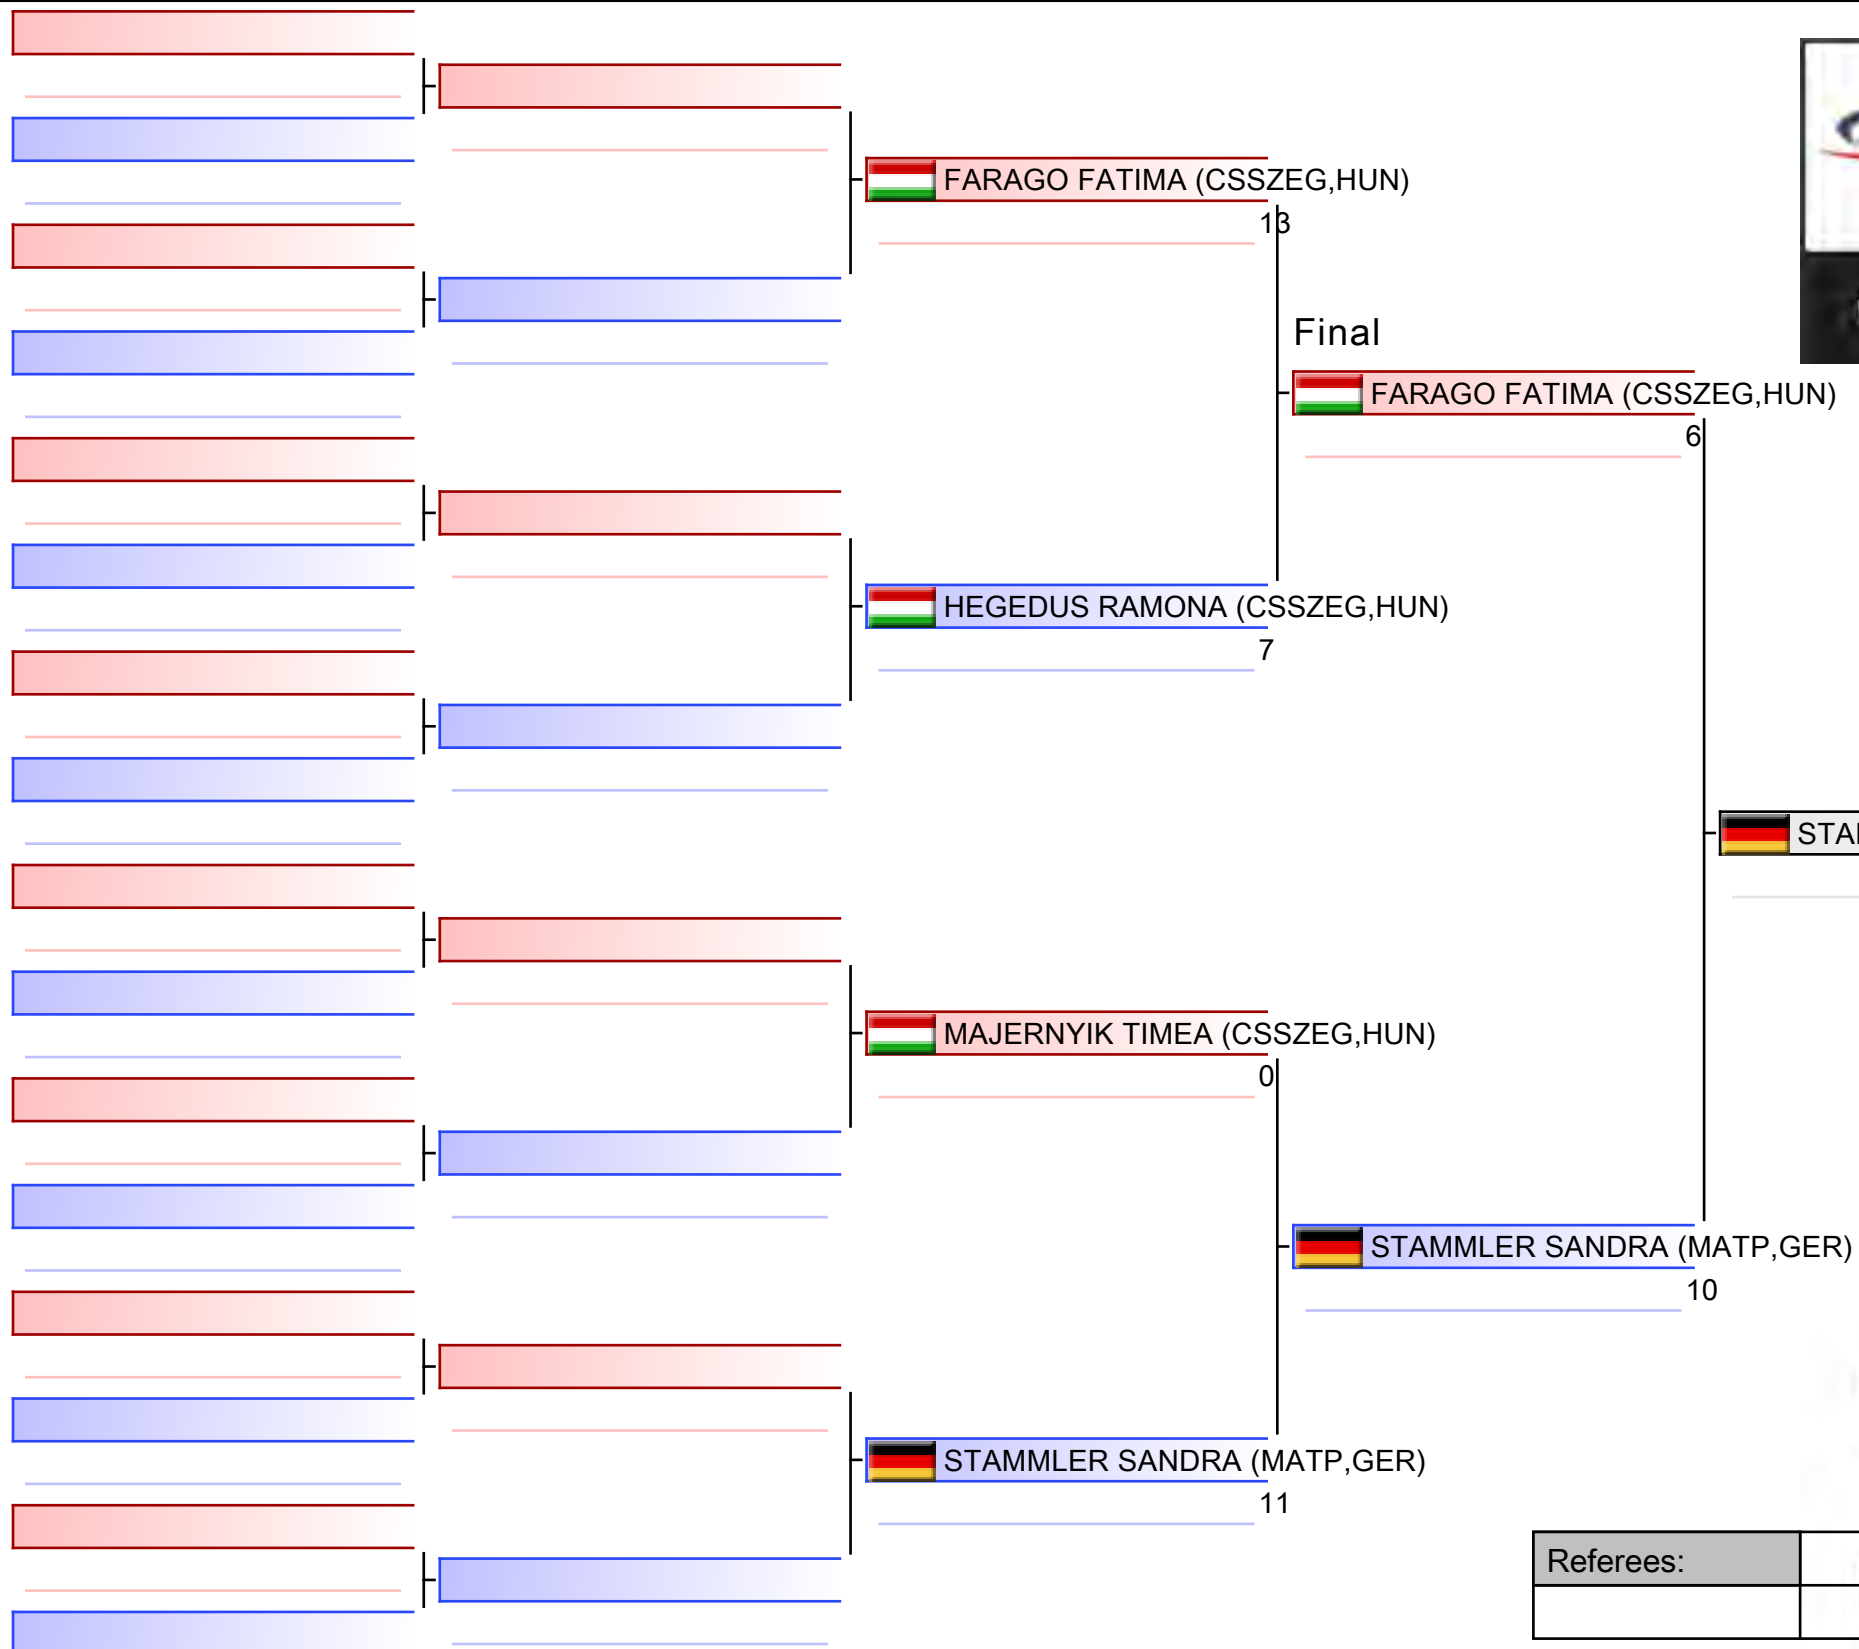 FARAGO FATIMA (CSSZEG,HUN)
13
Final
FARAGO FATIMA (CSSZEG,HUN)
6
HEGEDUS RAMONA (CSSZEG,HUN)
7
MAJERNYIK TIMEA (CSSZEG,HUN)
0
STAMMLER SANDRA (MATP,GER)
10
STAMMLER SANDRA (MATP,GER)
11
Referees: